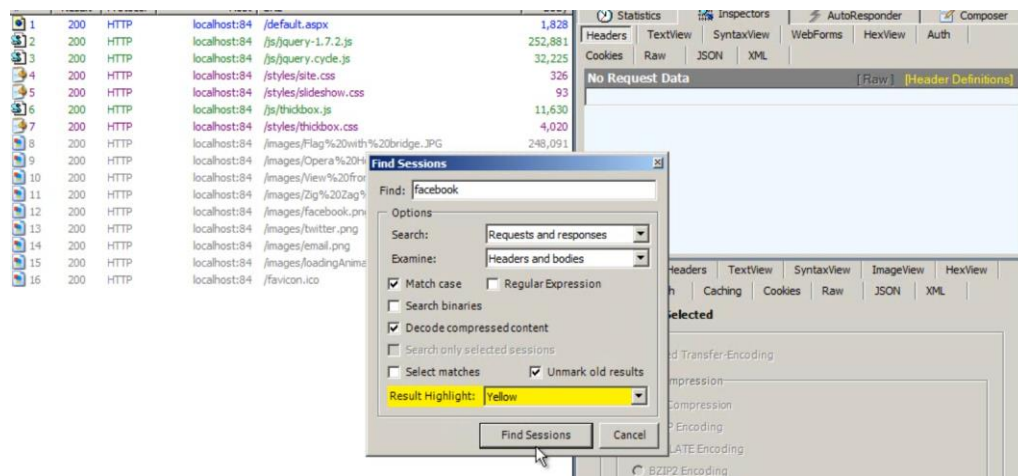 1 200 HTTP localhost:84 /default.aspx 1,828
2 200 HTTP localhost:84 /js/jquery-1.7.2.js 252,881
3 200 HTTP localhost:84 /js/jquery.cycle.js 32,225
4 200 HTTP localhost:84 /styles/site.css 326
5 200 HTTP localhost:84 /styles/slideshow.css 93
6 200 HTTP localhost:84 /js/thickbox.js 11,630
7 200 HTTP localhost:84 /styles/thickbox.css 4,020
8 200 HTTP localhost:84 /images/Flag%20with%20bridge.JPG 248,091
9 200 HTTP localhost:84 /images/Opera%20H
10 200 HTTP localhost:84 /images/View%20fro
11 200 HTTP localhost:84 /images/Zig%20Zag%
12 200 HTTP localhost:84 /images/facebook.pn
13 200 HTTP localhost:84 /images/twitter.png
14 200 HTTP localhost:84 /images/email.png
15 200 HTTP localhost:84 /images/loadingAnima
16 200 HTTP localhost:84 /favicon.ico
Statistics Inspectors AutoResponder Composer
Headers TextView SyntaxView WebForms HexView Auth
Cookies Raw JSON XML
No Request Data [Raw] [Header Definitions]
Find Sessions
Find: facebook
Options
Search: Requests and responses
Examine: Headers and bodies
Match case Regular Expression
Search binaries
Decode compressed content
Search only selected sessions
Select matches Unmark old results
Result Highlight: Yellow
Find Sessions Cancel
Headers TextView SyntaxView ImageView HexView
Caching Cookies Raw JSON XML
elected
ed Transfer-Encoding
mpression
Compression
P Encoding
LATE Encoding
BZIP2 Encoding